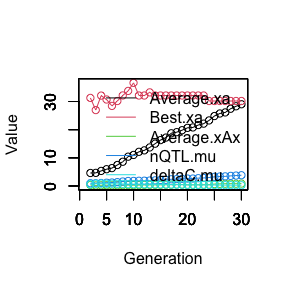 Value
30
10
0
Average.xa
Best.xa
Average.xAx
nQTL.mu
deltaC.mu
0 5 10 20 30
Generation